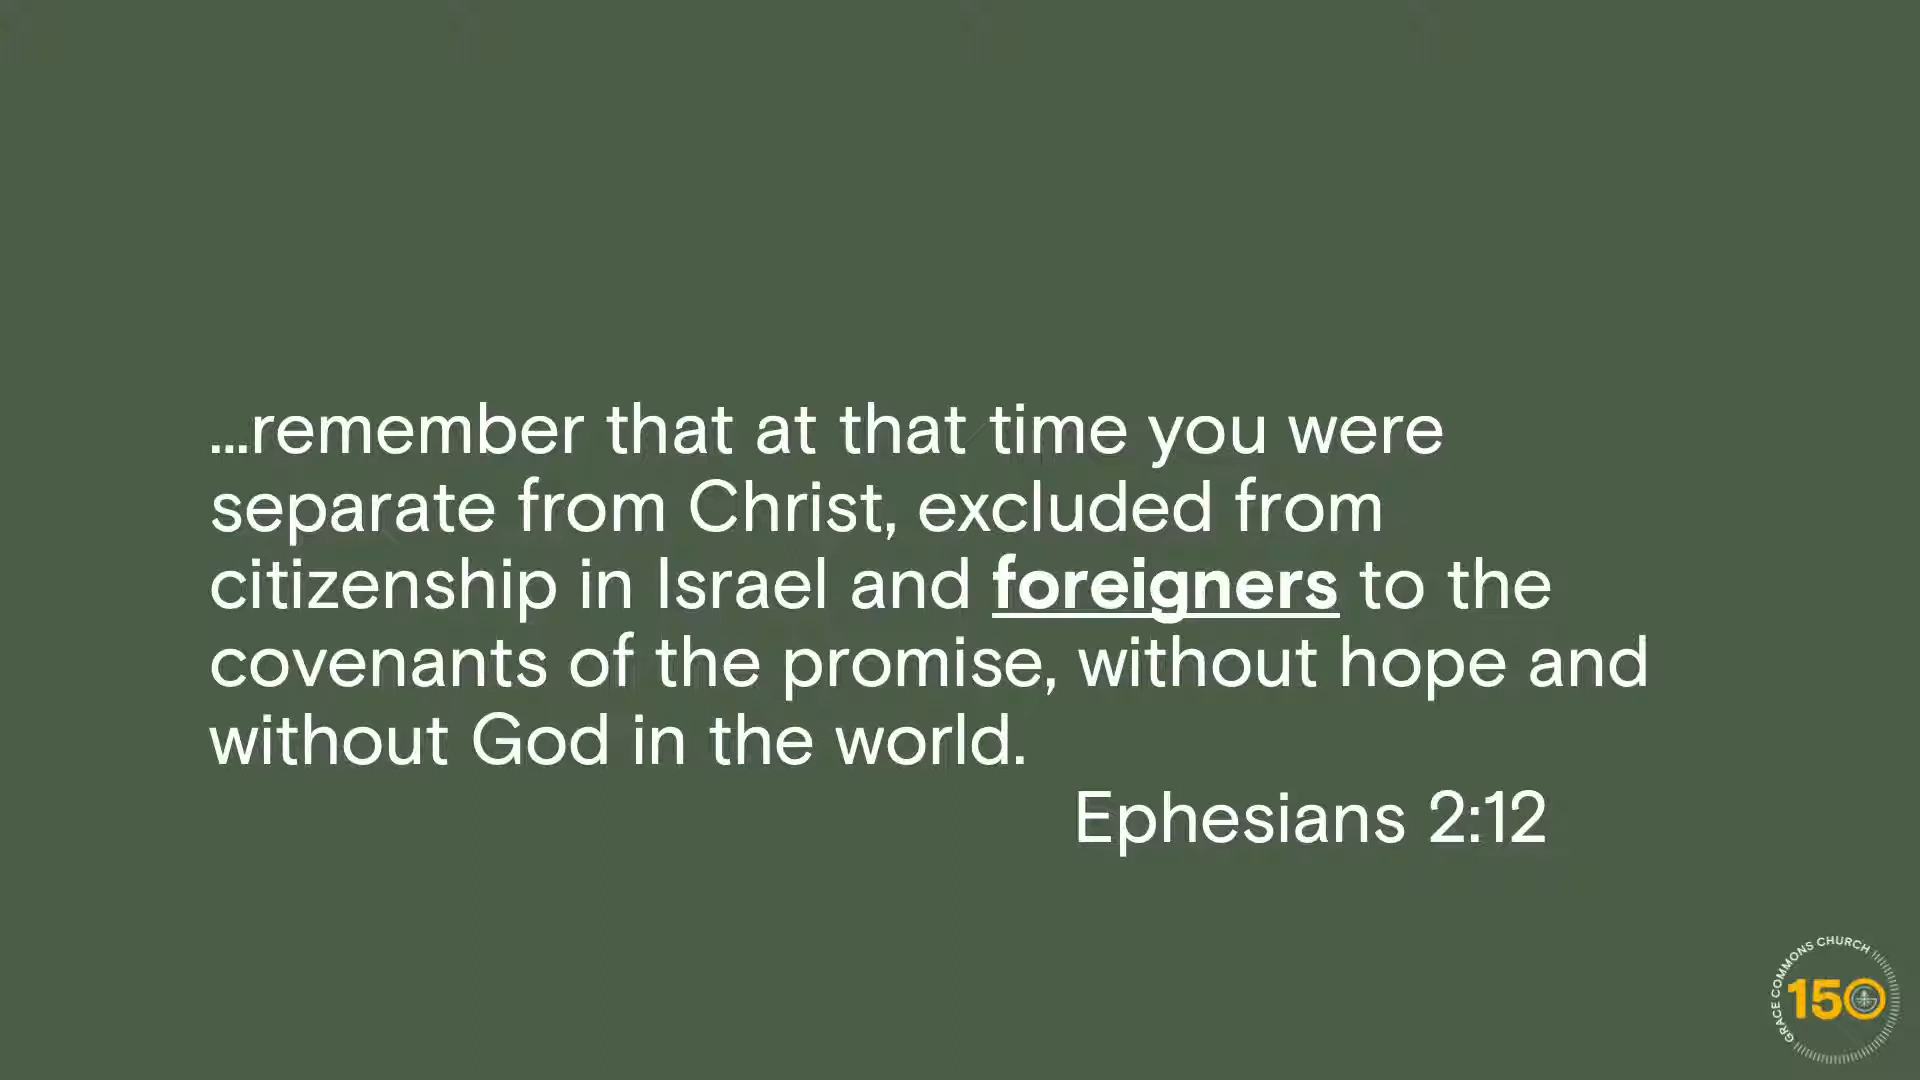 ...remember that at that time you were
separate from Christ, excluded from
citizenship in Israel and foreigners to the
covenants of the promise, without hope and
without God in the world.
Ephesians 2:12
GRACE COMMONS CHURCH
150